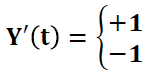 Y′(t) = {+1
−1